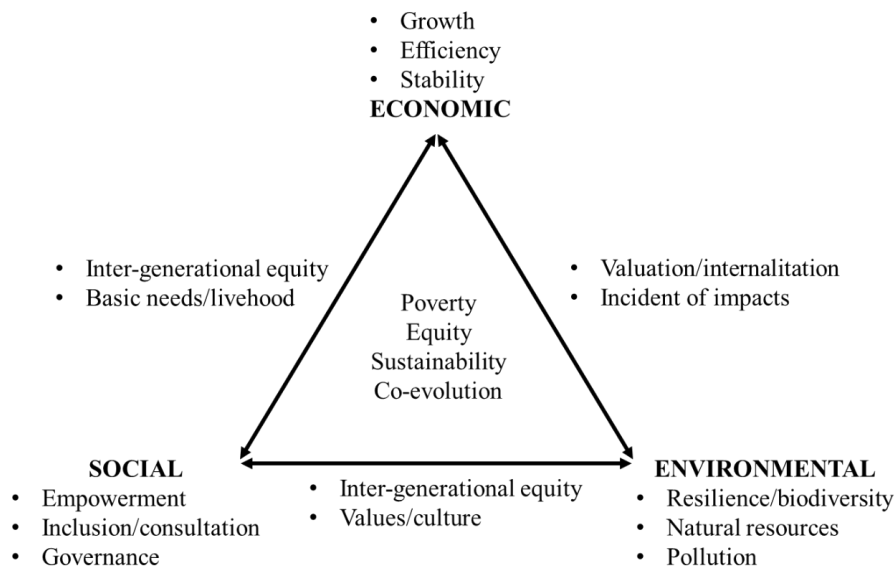 • Growth
• Efficiency
• Stability
ECONOMIC
• Inter-generational equity
• Basic needs/livehood
• Valuation/internalitation
• Incident of impacts
Poverty
Equity
Sustainability
Co-evolution
SOCIAL
• Empowerment
• Inclusion/consultation
• Governance
• Inter-generational equity
• Values/culture
ENVIRONMENTAL
• Resilience/biodiversity
• Natural resources
• Pollution